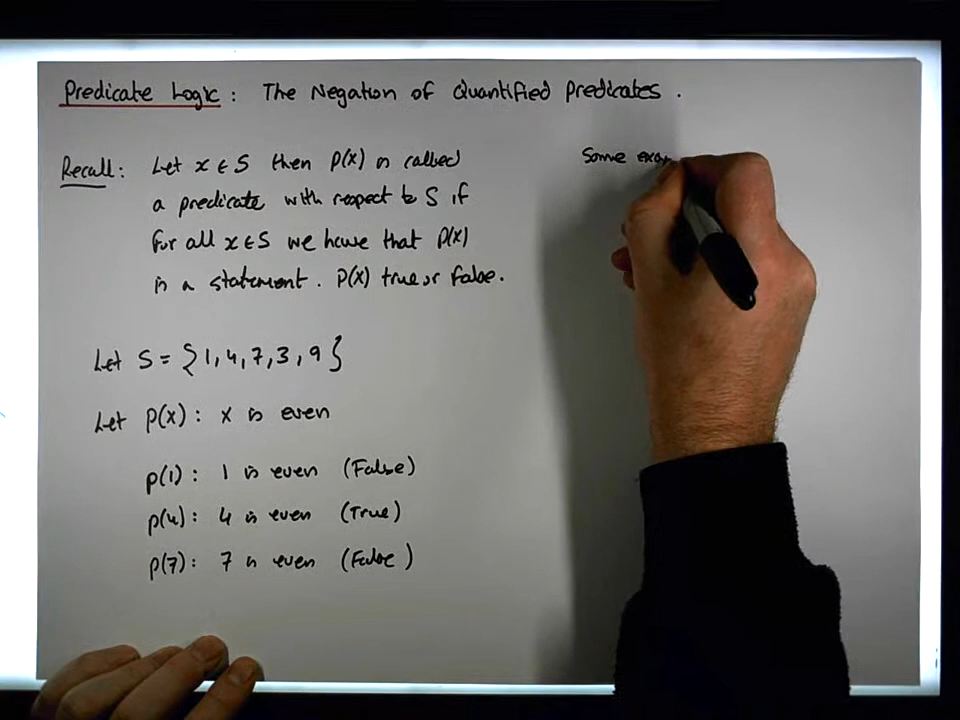 Predicate Logic: The Negation of Quantified Predicates.
Recall: Let x ∈ S then P(x) is called
a predicate with respect to S if
for all x ∈ S we have that P(x)
is a statement. P(x) true or false.
Let S = {1, 4, 7, 3, 9}
Let P(x): x is even
P(1): 1 is even (False)
P(4): 4 is even (True)
P(7): 7 is even (False)
Some